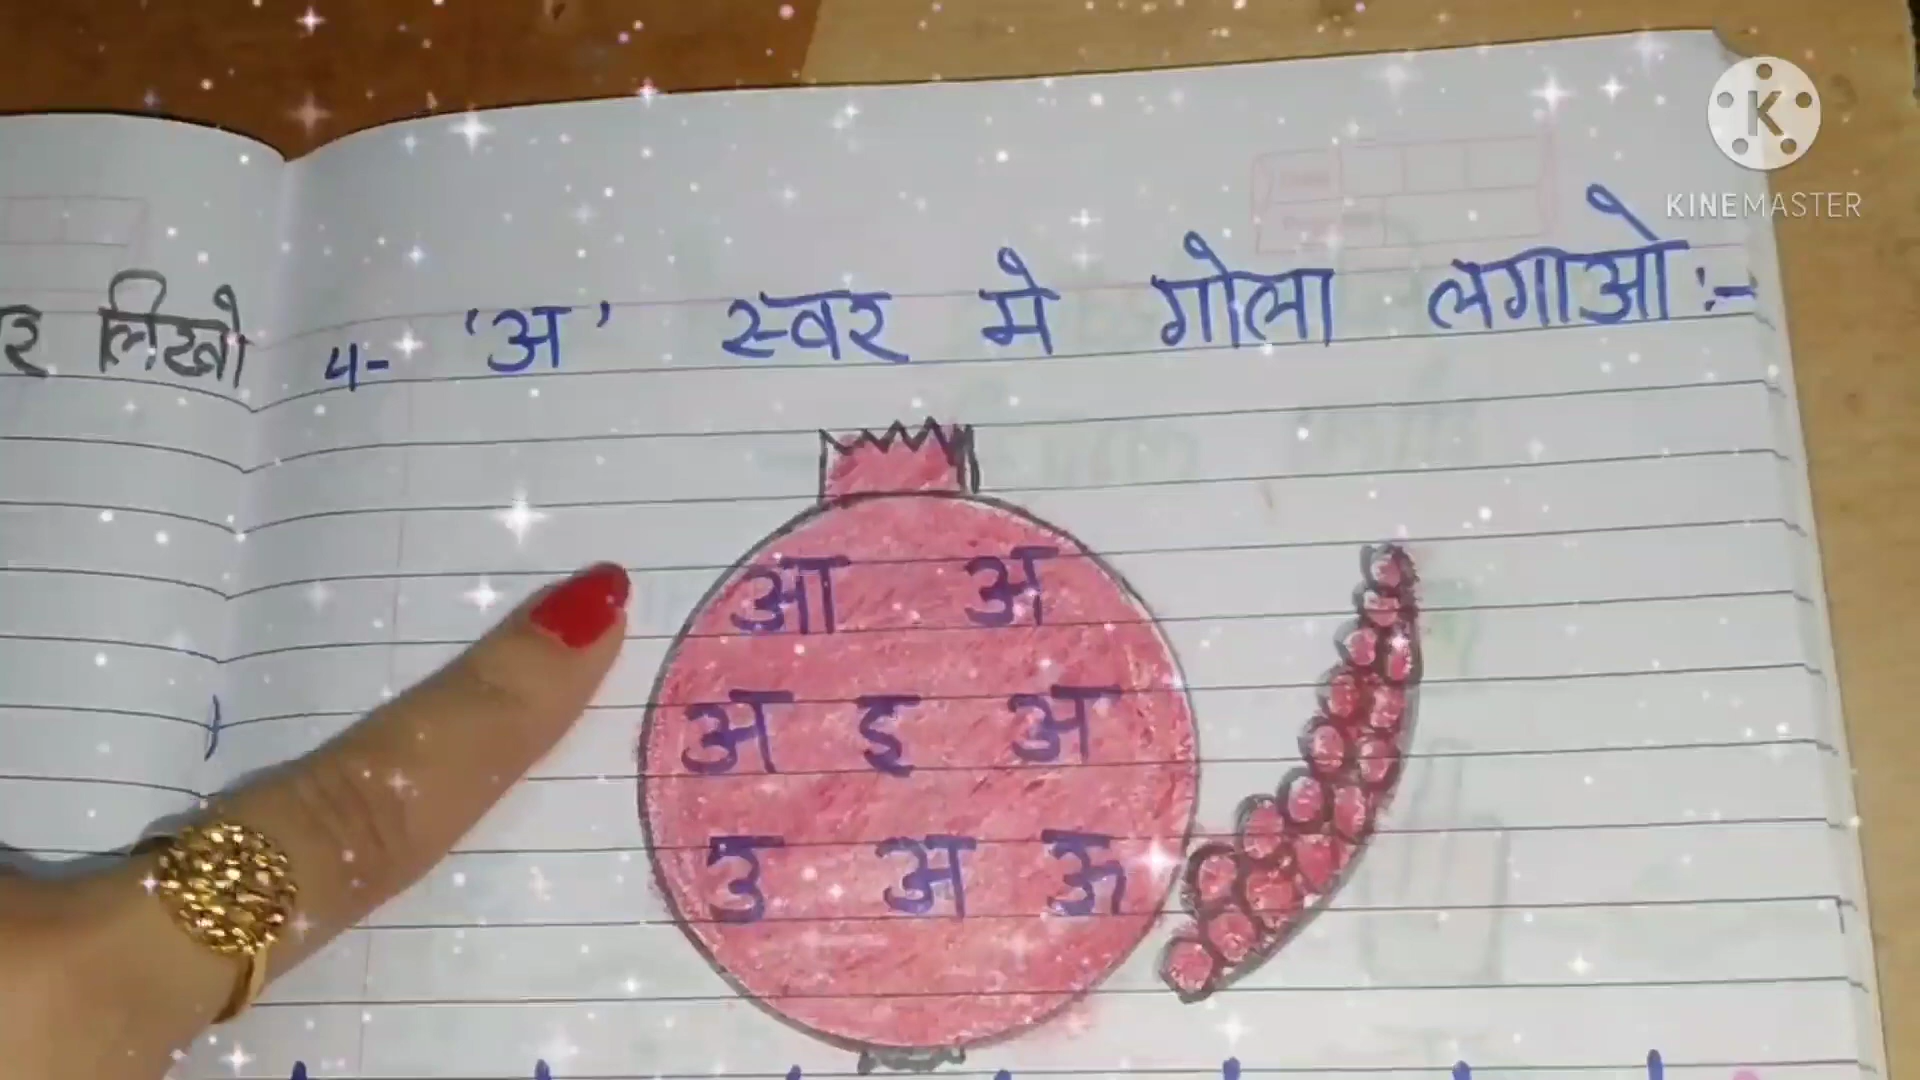 KINEMASTER
लिखो
4- 'अ' स्वर मे गोला लगाओ :-
आ अ
अ इ अ
उ अ ऊ